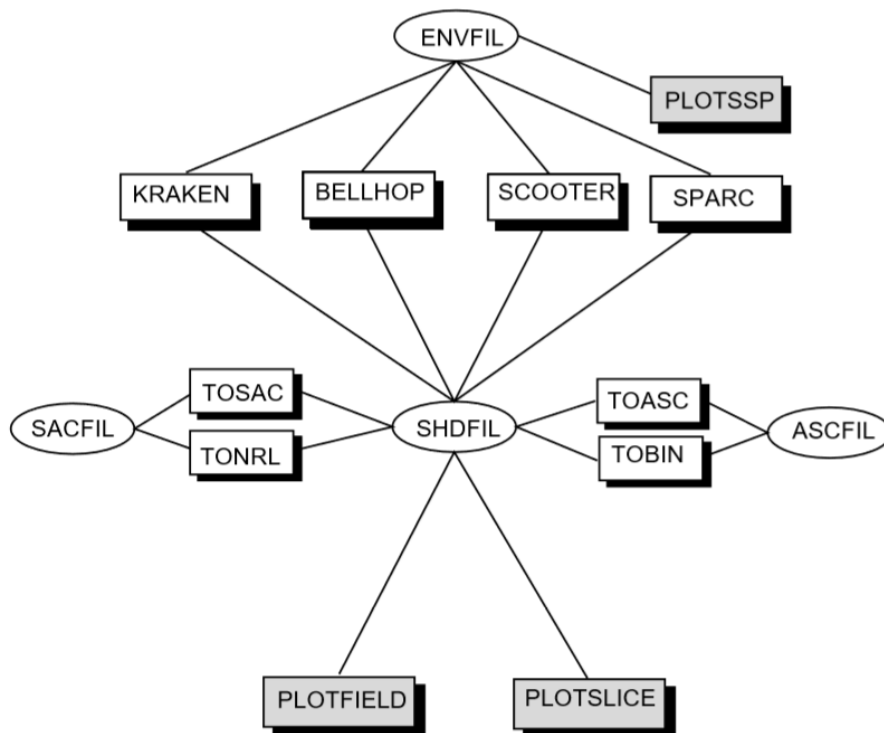 ENVFIL
PLOTSSP
KRAKEN
BELLHOP
SCOOTER
SPARC
TOSAC
TOASC
SACFIL
SHDFIL
ASCFIL
TONRL
TOBIN
PLOTFIELD
PLOTSLICE